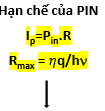 Hạn chế của PIN
Iₚ=Pᵢₙ.R
Rₘₐₓ = ηq/hν